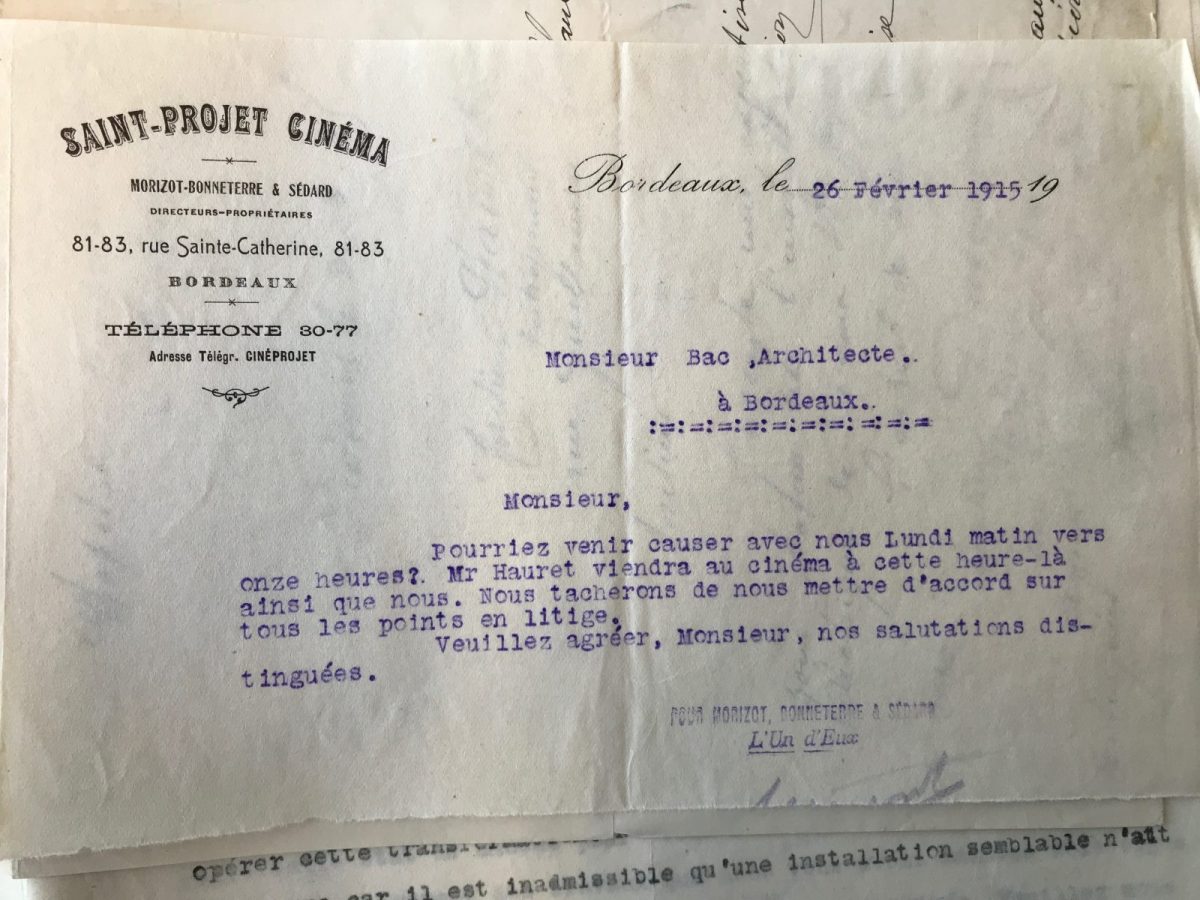 SAINT-PROJET CINÉMA
MORIZOT-BONNETERRE & SÉDARD
DIRECTEURS-PROPRIÉTAIRES
81-83, rue Sainte-Catherine, 81-83
BORDEAUX
TÉLÉPHONE 30-77
Adresse Télégr. CINÉPROJET
Bordeaux, le 26 Février 1915 19
Monsieur Bac ,Architecte.
à Bordeaux.
:=:=:=:=:=:=:=:=:=:=:=
Monsieur,
pourriez venir causer avec nous Lundi matin vers
onze heures?. Mr Hauret viendra au cinéma à cette heure-là
ainsi que nous. Nous tacherons de nous mettre d'accord sur
tous les points en litige.
Veuillez agréer, Monsieur, nos salutations dis-
tinguées.
POUR MORIZOT, BONNETERRE & SÉDARD
L'Un d'Eux
opérer cette
car il est inadmissible qu'une installation semblable n'ait